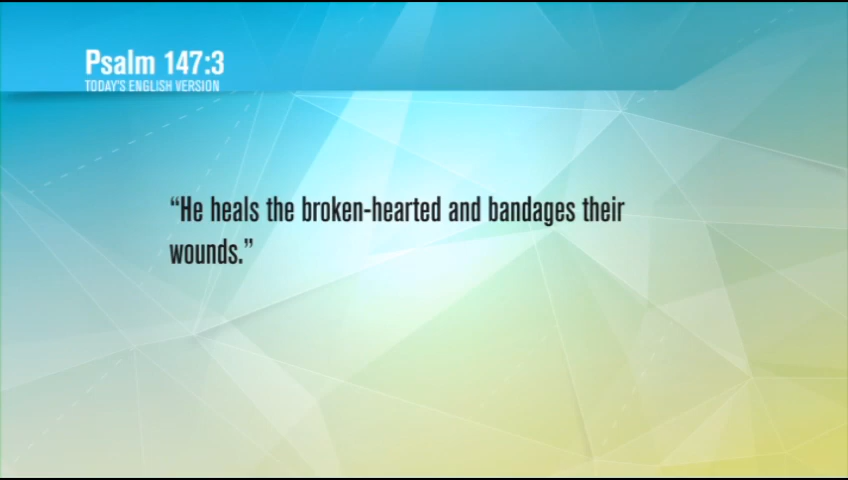 Psalm 147:3
TODAY'S ENGLISH VERSION
“He heals the broken-hearted and bandages their
wounds.”